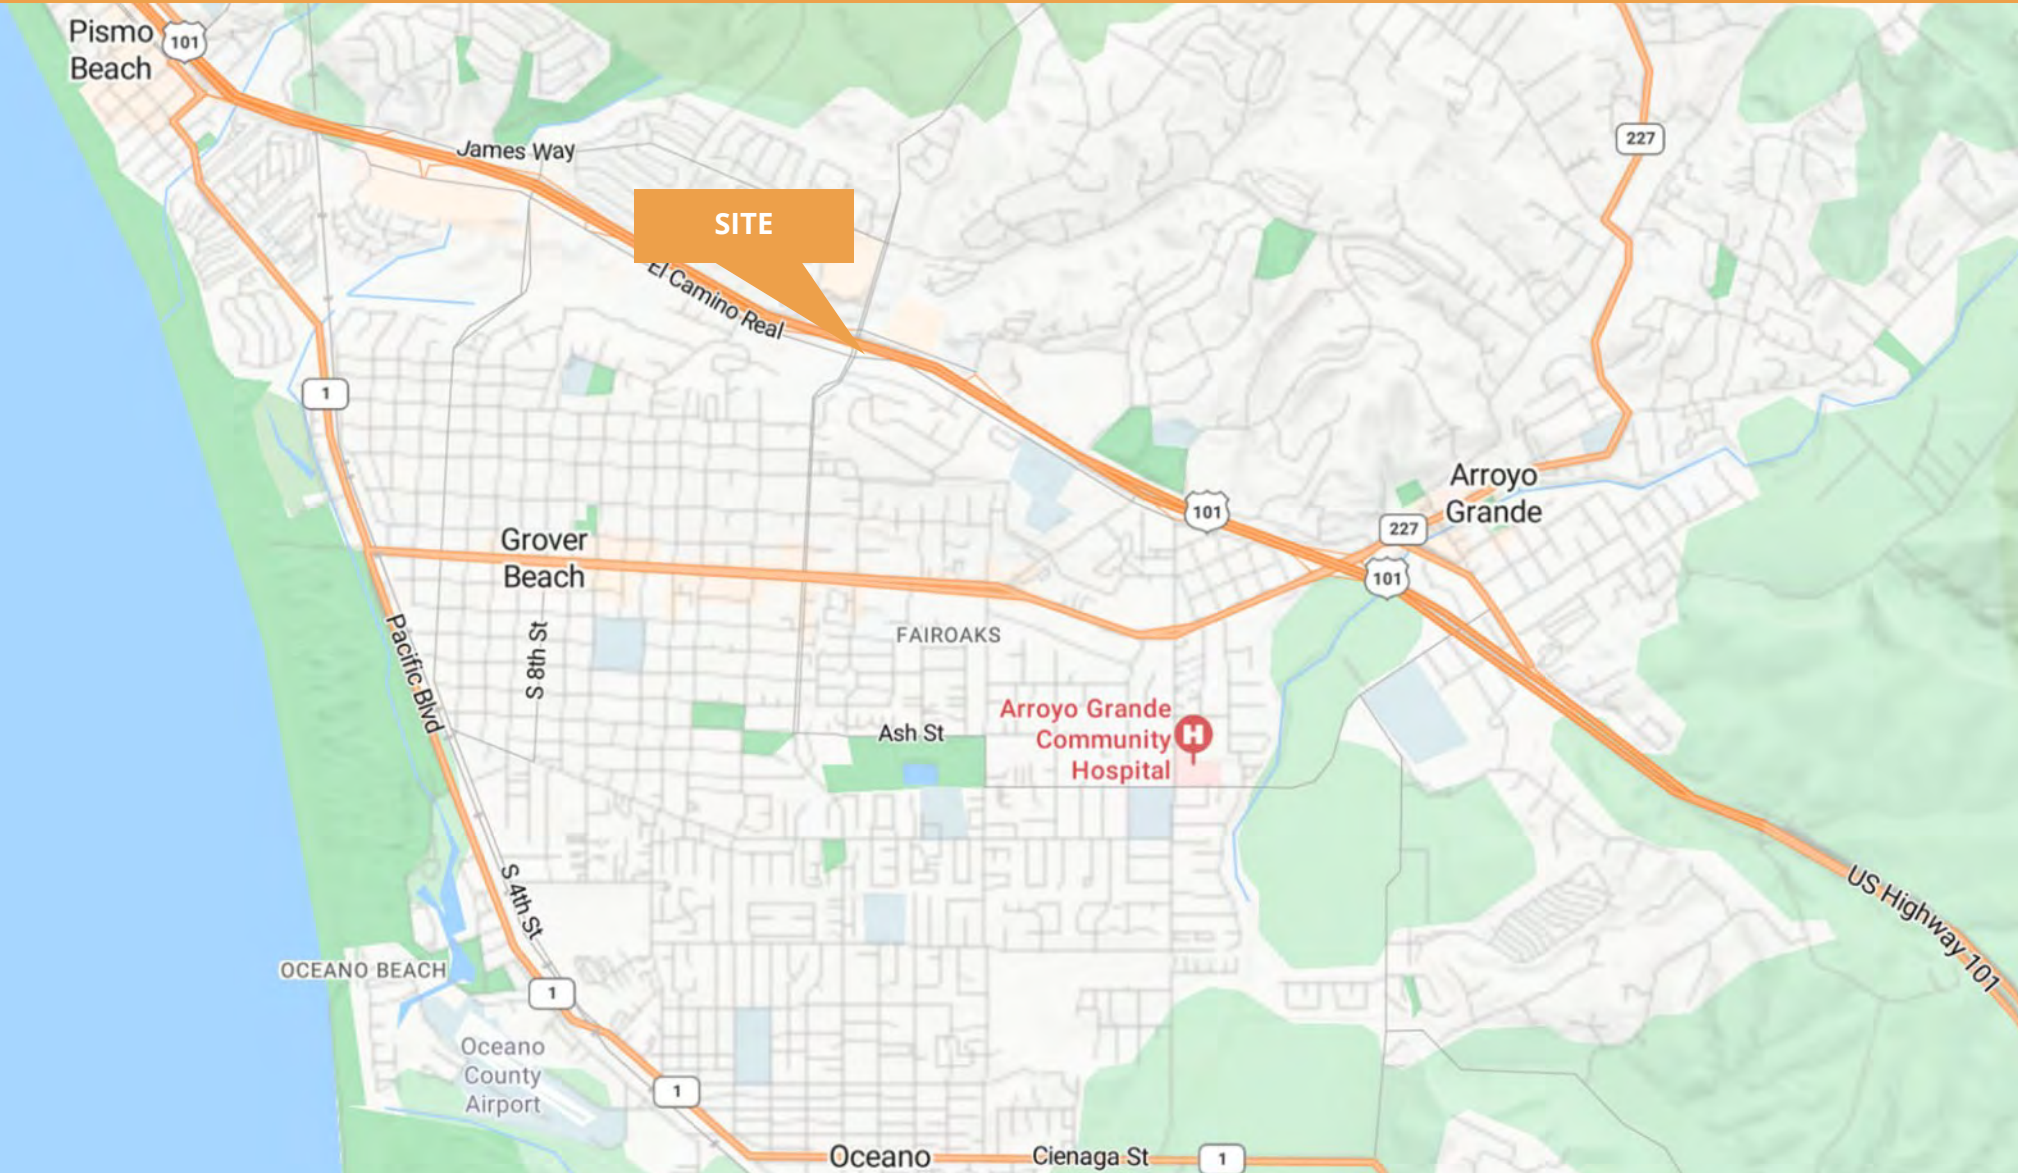 Pismo
Beach
101
227
James Way
SITE
El Camino Real
1
Arroyo
Grande
101
227
Grover
Beach
101
Pacific Blvd
S 8th St
FAIROAKS
Arroyo Grande
Community
Hospital
H
Ash St
S 4th St
US Highway 101
OCEANO BEACH
1
Oceano
County
Airport
1
Oceano
Cienaga St
1